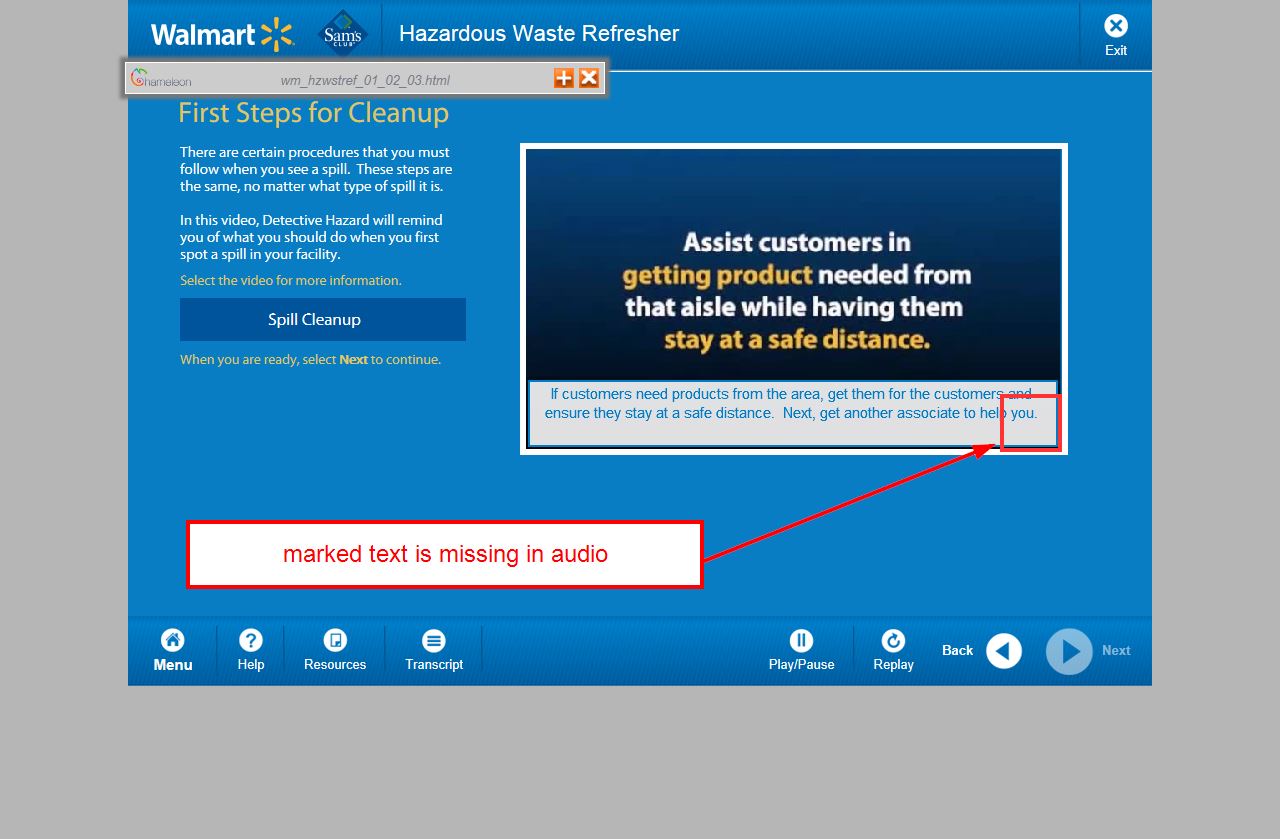 Walmart
Sam's
CLUB
Hazardous Waste Refresher
Exit
Chameleon
wm_hzwstref_01_02_03.html
First Steps for Cleanup
There are certain procedures that you must
follow when you see a spill.  These steps are
the same, no matter what type of spill it is.
In this video, Detective Hazard will remind
you of what you should do when you first
spot a spill in your facility.
Select the video for more information.
Spill Cleanup
When you are ready, select Next to continue.
Assist customers in
getting product needed from
that aisle while having them
stay at a safe distance.
If customers need products from the area, get them for the customers and
ensure they stay at a safe distance.  Next, get another associate to help you.
marked text is missing in audio
Menu
Help
Resources
Transcript
Play/Pause
Replay
Back
Next